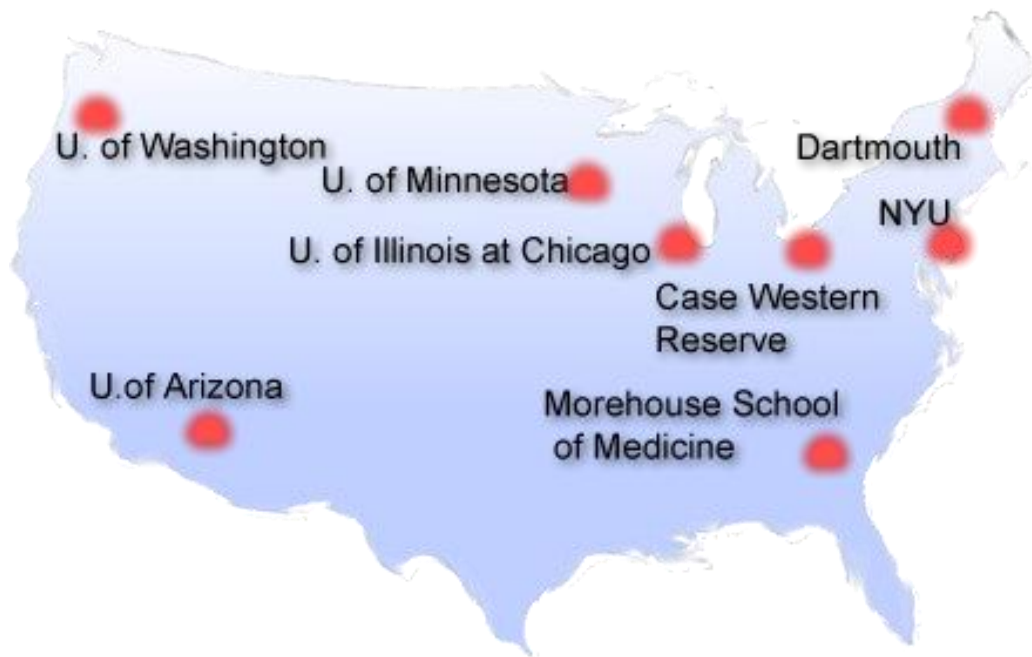 U. of Washington
Dartmouth
U. of Minnesota
NYU
U. of Illinois at Chicago
Case Western
Reserve
U.of Arizona
Morehouse School
of Medicine